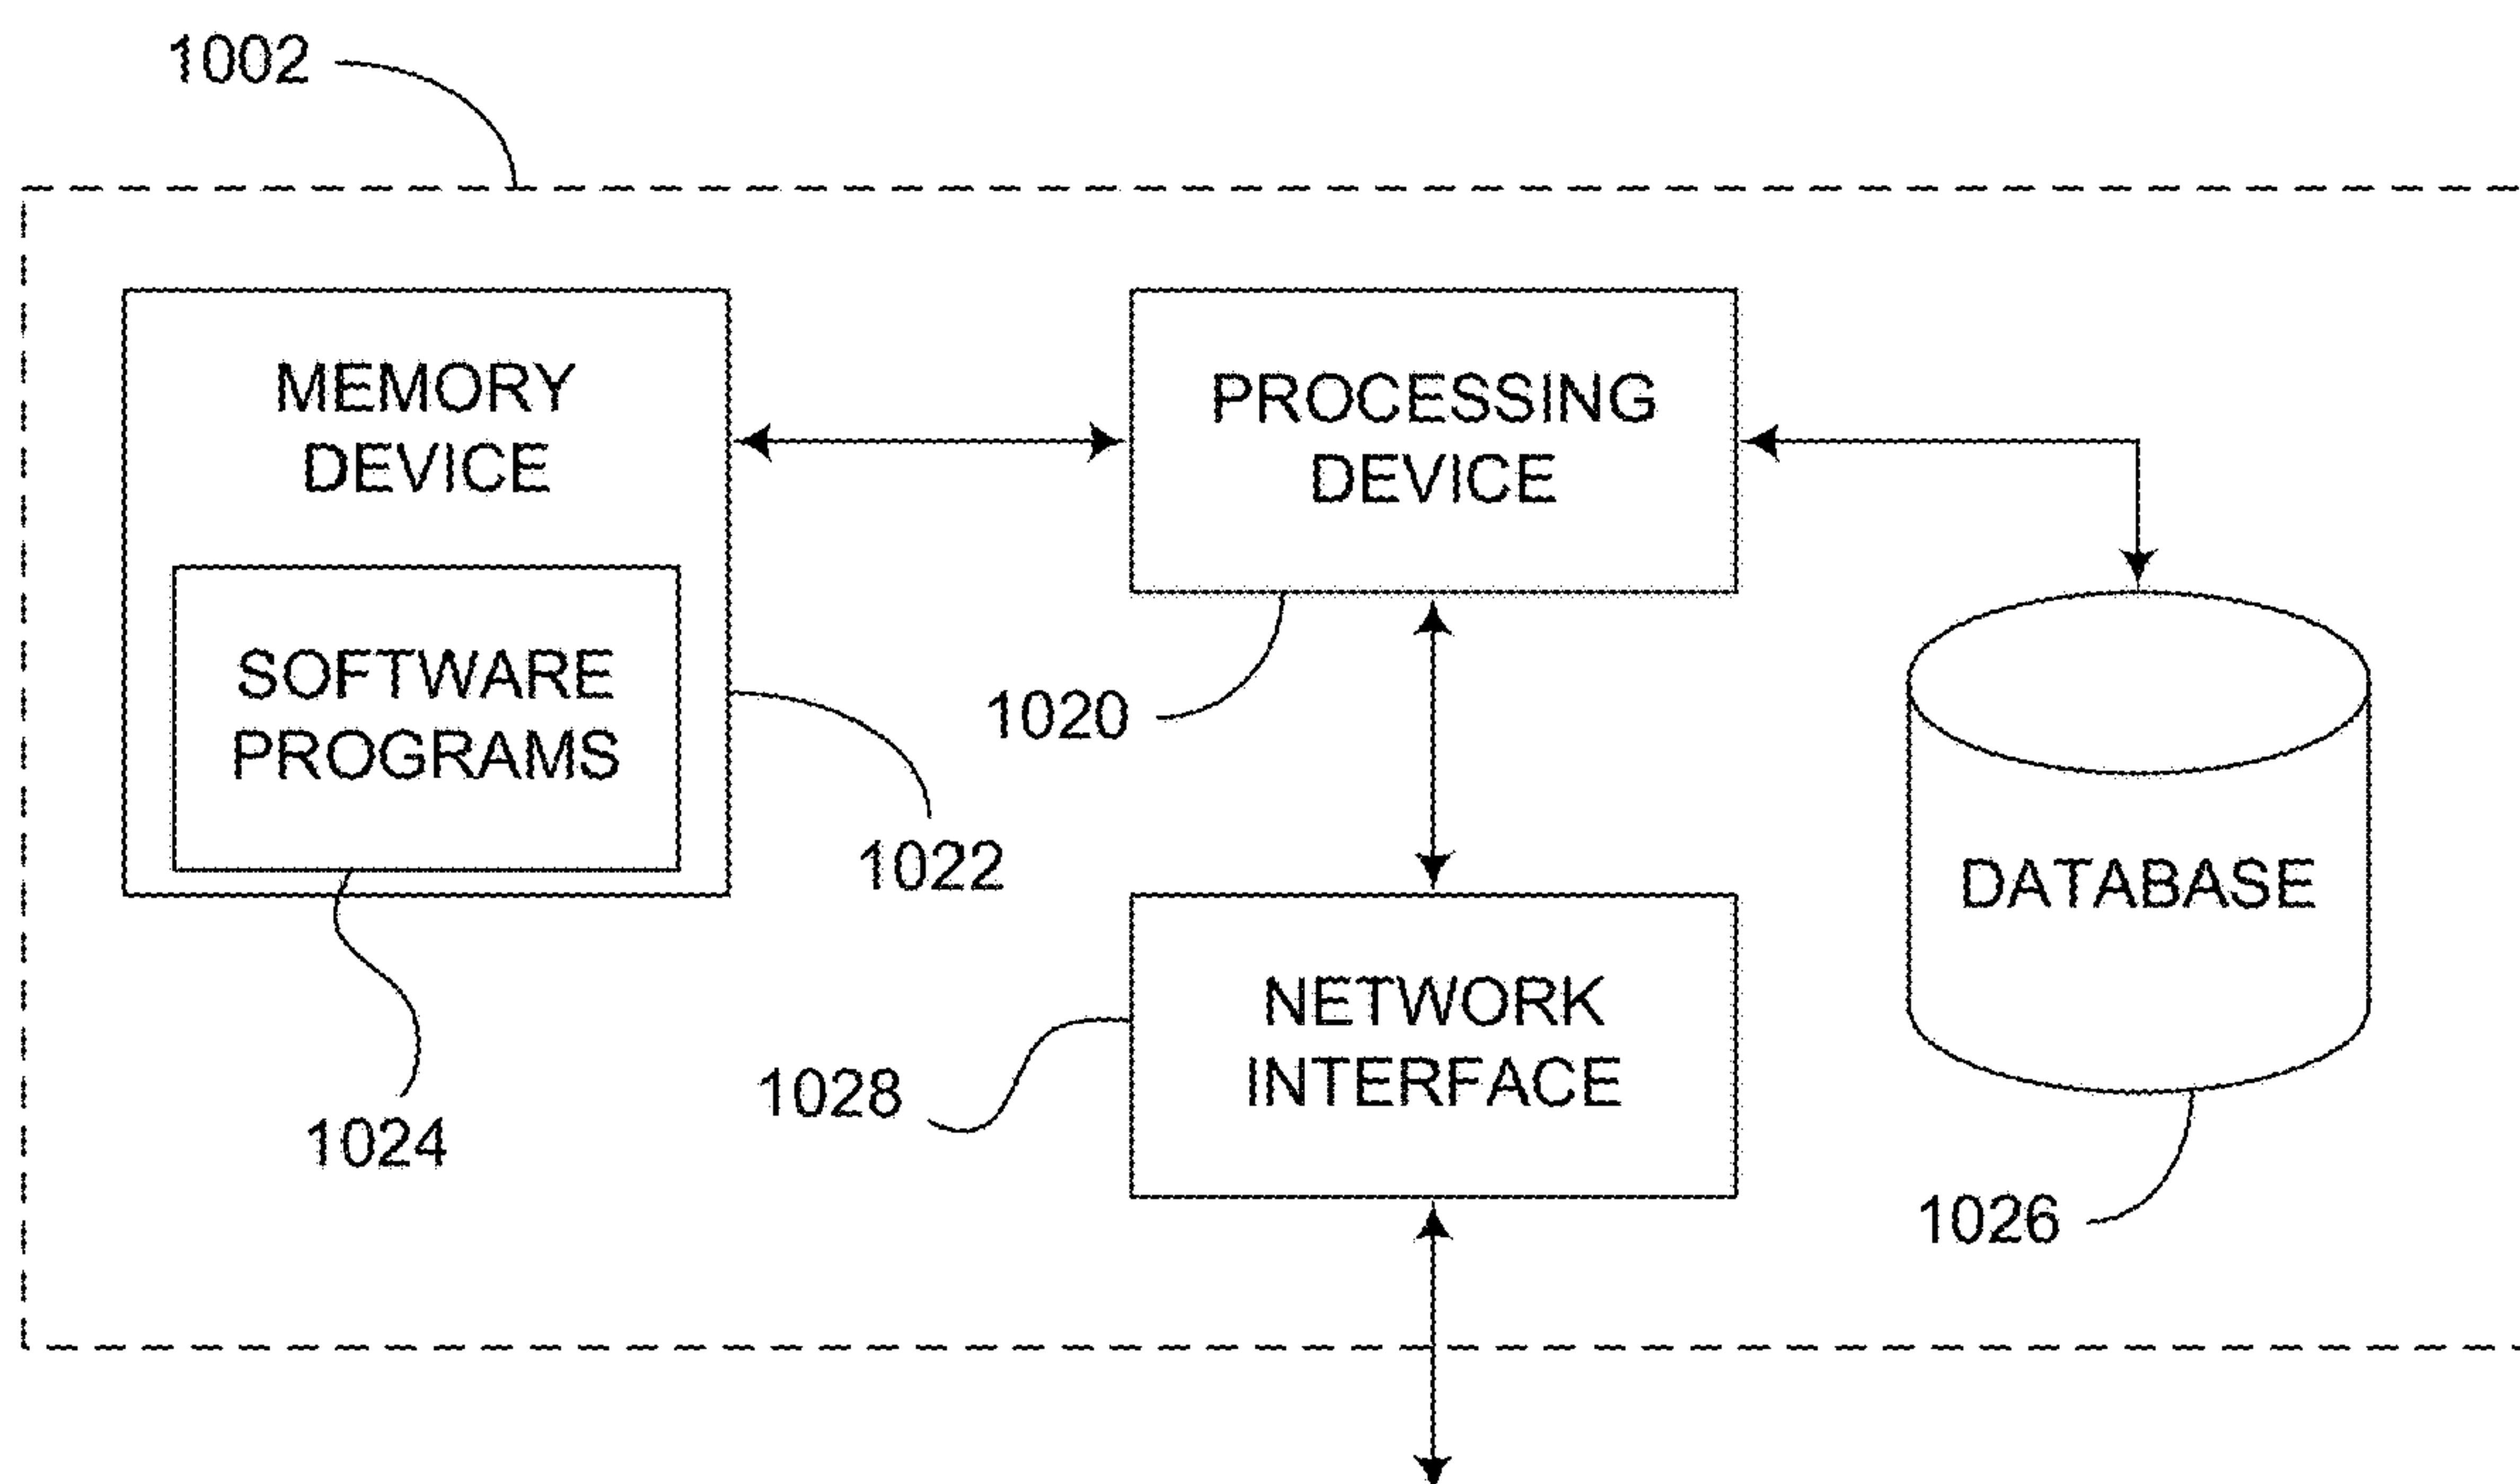 1002
MEMORY
DEVICE
PROCESSING
DEVICE
SOFTWARE
PROGRAMS
1020
1022
DATABASE
NETWORK
INTERFACE
1028
1024
1026